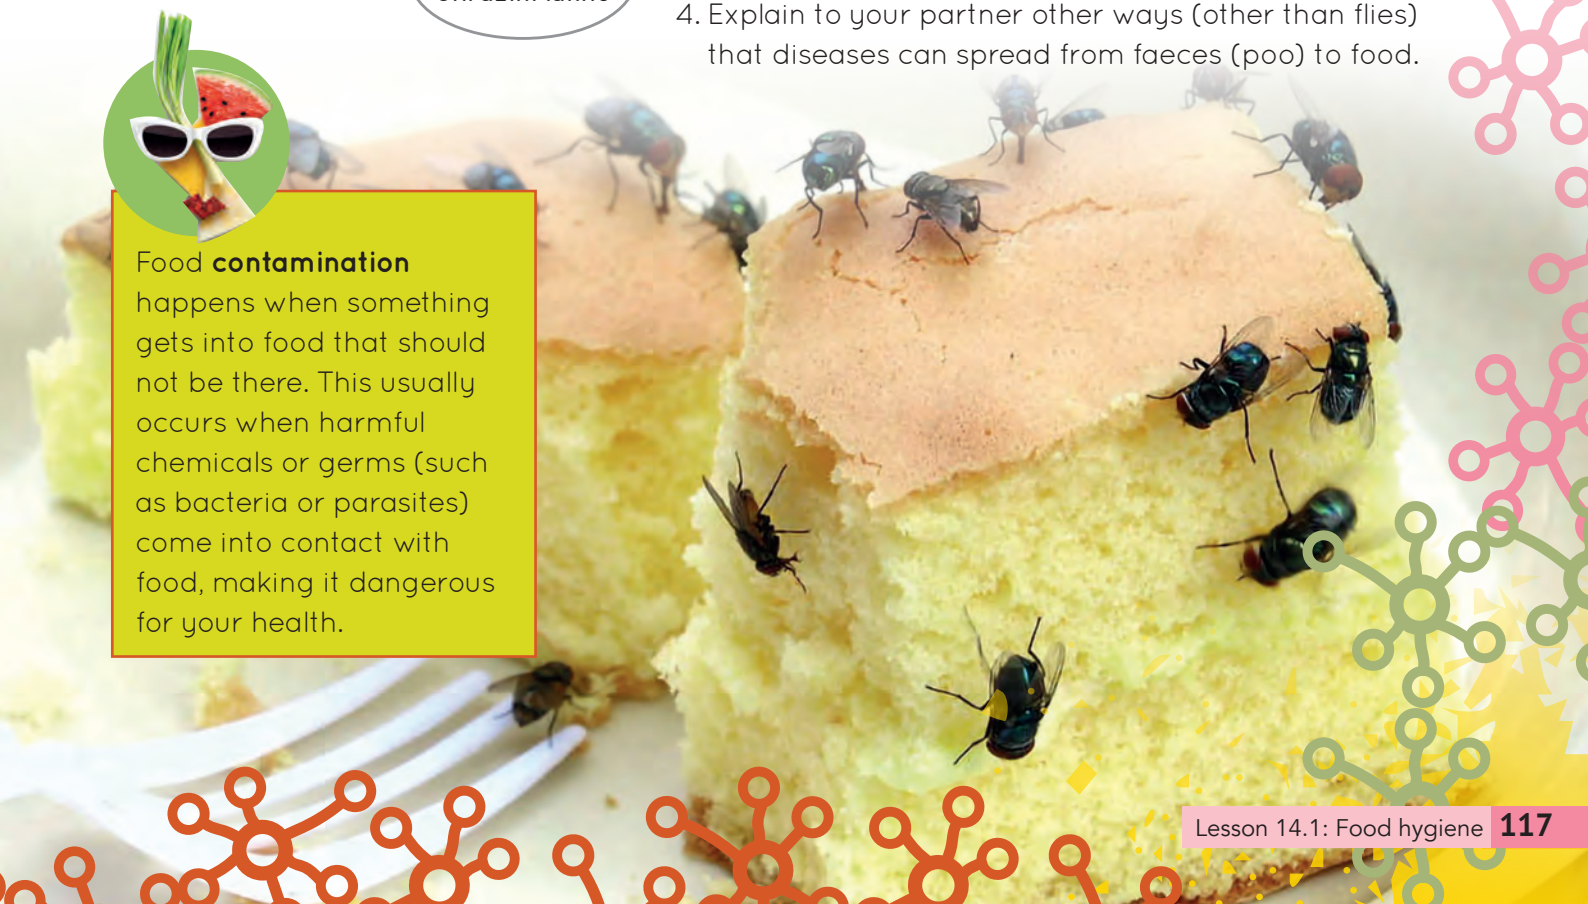 4. Explain to your partner other ways (other than flies)
that diseases can spread from faeces (poo) to food.
Food contamination
happens when something
gets into food that should
not be there. This usually
occurs when harmful
chemicals or germs (such
as bacteria or parasites)
come into contact with
food, making it dangerous
for your health.
Lesson 14.1: Food hygiene 117